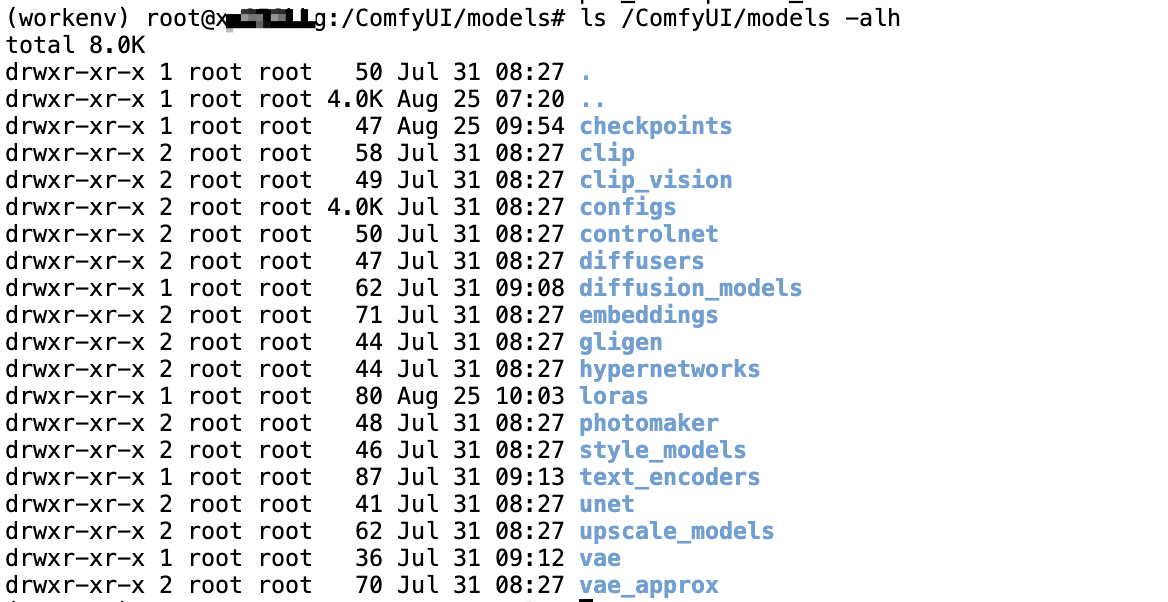 (workenv) root@x g:/ComfyUI/models# ls /ComfyUI/models -alh
total 8.0K
drwxr-xr-x 1 root root   50 Jul 31 08:27 .
drwxr-xr-x 1 root root 4.0K Aug 25 07:20 ..
drwxr-xr-x 1 root root   47 Aug 25 09:54 checkpoints
drwxr-xr-x 2 root root   58 Jul 31 08:27 clip
drwxr-xr-x 2 root root   49 Jul 31 08:27 clip_vision
drwxr-xr-x 2 root root 4.0K Jul 31 08:27 configs
drwxr-xr-x 2 root root   50 Jul 31 08:27 controlnet
drwxr-xr-x 2 root root   47 Jul 31 08:27 diffusers
drwxr-xr-x 1 root root   62 Jul 31 09:08 diffusion_models
drwxr-xr-x 2 root root   71 Jul 31 08:27 embeddings
drwxr-xr-x 2 root root   44 Jul 31 08:27 gligen
drwxr-xr-x 2 root root   44 Jul 31 08:27 hypernetworks
drwxr-xr-x 1 root root   80 Aug 25 10:03 loras
drwxr-xr-x 2 root root   48 Jul 31 08:27 photomaker
drwxr-xr-x 2 root root   46 Jul 31 08:27 style_models
drwxr-xr-x 1 root root   87 Jul 31 09:13 text_encoders
drwxr-xr-x 2 root root   41 Jul 31 08:27 unet
drwxr-xr-x 2 root root   62 Jul 31 08:27 upscale_models
drwxr-xr-x 1 root root   36 Jul 31 09:12 vae
drwxr-xr-x 2 root root   70 Jul 31 08:27 vae_approx